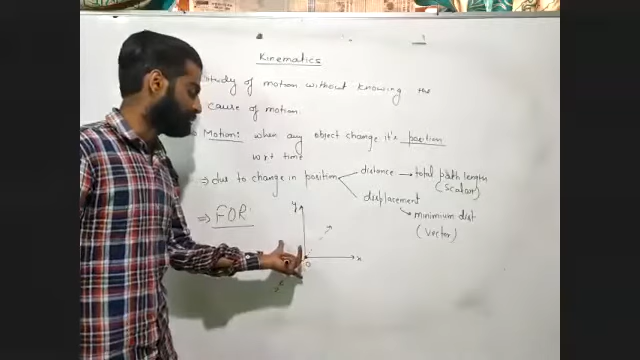 Kinematics
Study of motion without knowing the
cause of motion.
Motion: when any object change it's position
w.r.t time
⇒ due to change in position
distance → total path length
(Scalar)
displacement
→ minimum dist
(Vector)
⇒ FOR:
y
x
O